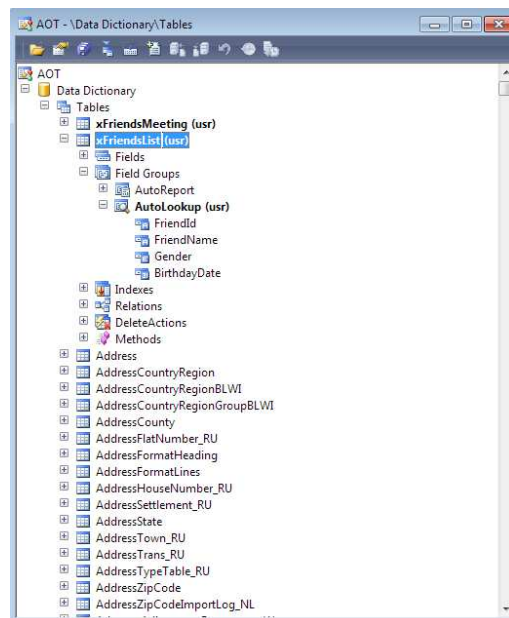 AOT - \Data Dictionary\Tables
AOT
Data Dictionary
Tables
xFriendsMeeting (usr)
xFriendsList (usr)
Fields
Field Groups
AutoReport
AutoLookup (usr)
FriendId
FriendName
Gender
BirthdayDate
Indexes
Relations
DeleteActions
Methods
Address
AddressCountryRegion
AddressCountryRegionBLWI
AddressCountryRegionGroupBLWI
AddressCounty
AddressFlatNumber_RU
AddressFormatHeading
AddressFormatLines
AddressHouseNumber_RU
AddressSettlement_RU
AddressState
AddressTown_RU
AddressTrans_RU
AddressTypeTable_RU
AddressZipCode
AddressZipCodeImportLog_NL